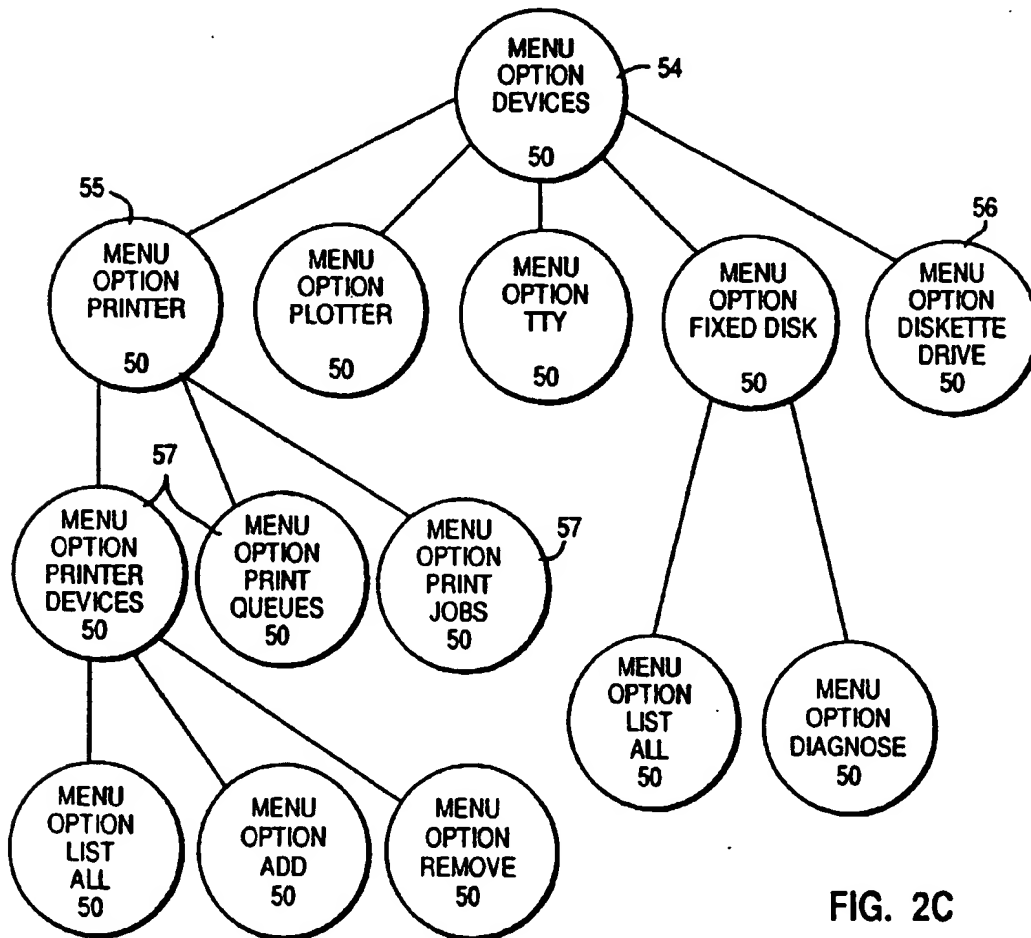 MENU
OPTION
DEVICES
50
54
55
MENU
OPTION
PRINTER
50
MENU
OPTION
PLOTTER
50
MENU
OPTION
TTY
50
MENU
OPTION
FIXED DISK
50
56
MENU
OPTION
DISKETTE
DRIVE
50
57
MENU
OPTION
PRINTER
DEVICES
50
MENU
OPTION
PRINT
QUEUES
50
57
MENU
OPTION
PRINT
JOBS
50
MENU
OPTION
LIST
ALL
50
MENU
OPTION
DIAGNOSE
50
MENU
OPTION
LIST
ALL
50
MENU
OPTION
ADD
50
MENU
OPTION
REMOVE
50
FIG. 2C